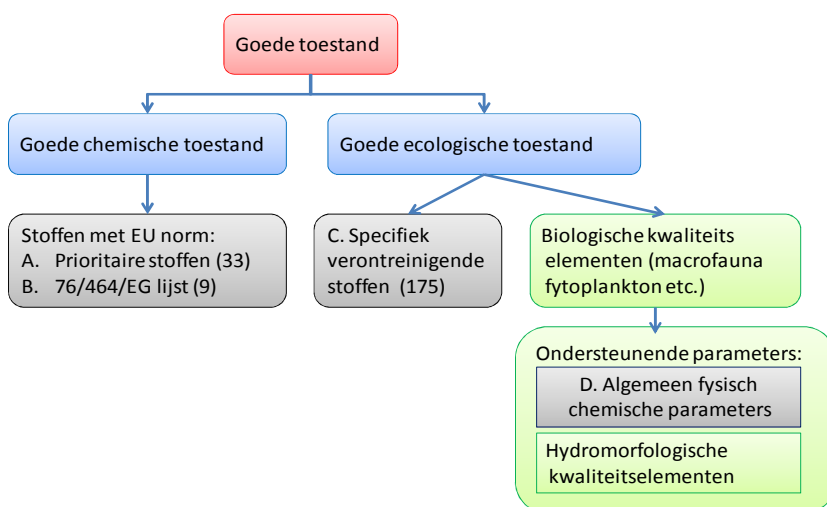 Goede toestand
Goede chemische toestand
Goede ecologische toestand
Stoffen met EU norm:
A. Prioritaire stoffen (33)
B. 76/464/EG lijst (9)
C. Specifiek
verontreinigende
stoffen (175)
Biologische kwaliteits
elementen (macrofauna
fytoplankton etc.)
Ondersteunende parameters:
D. Algemeen fysisch
chemische parameters
Hydromorfologische
kwaliteitselementen